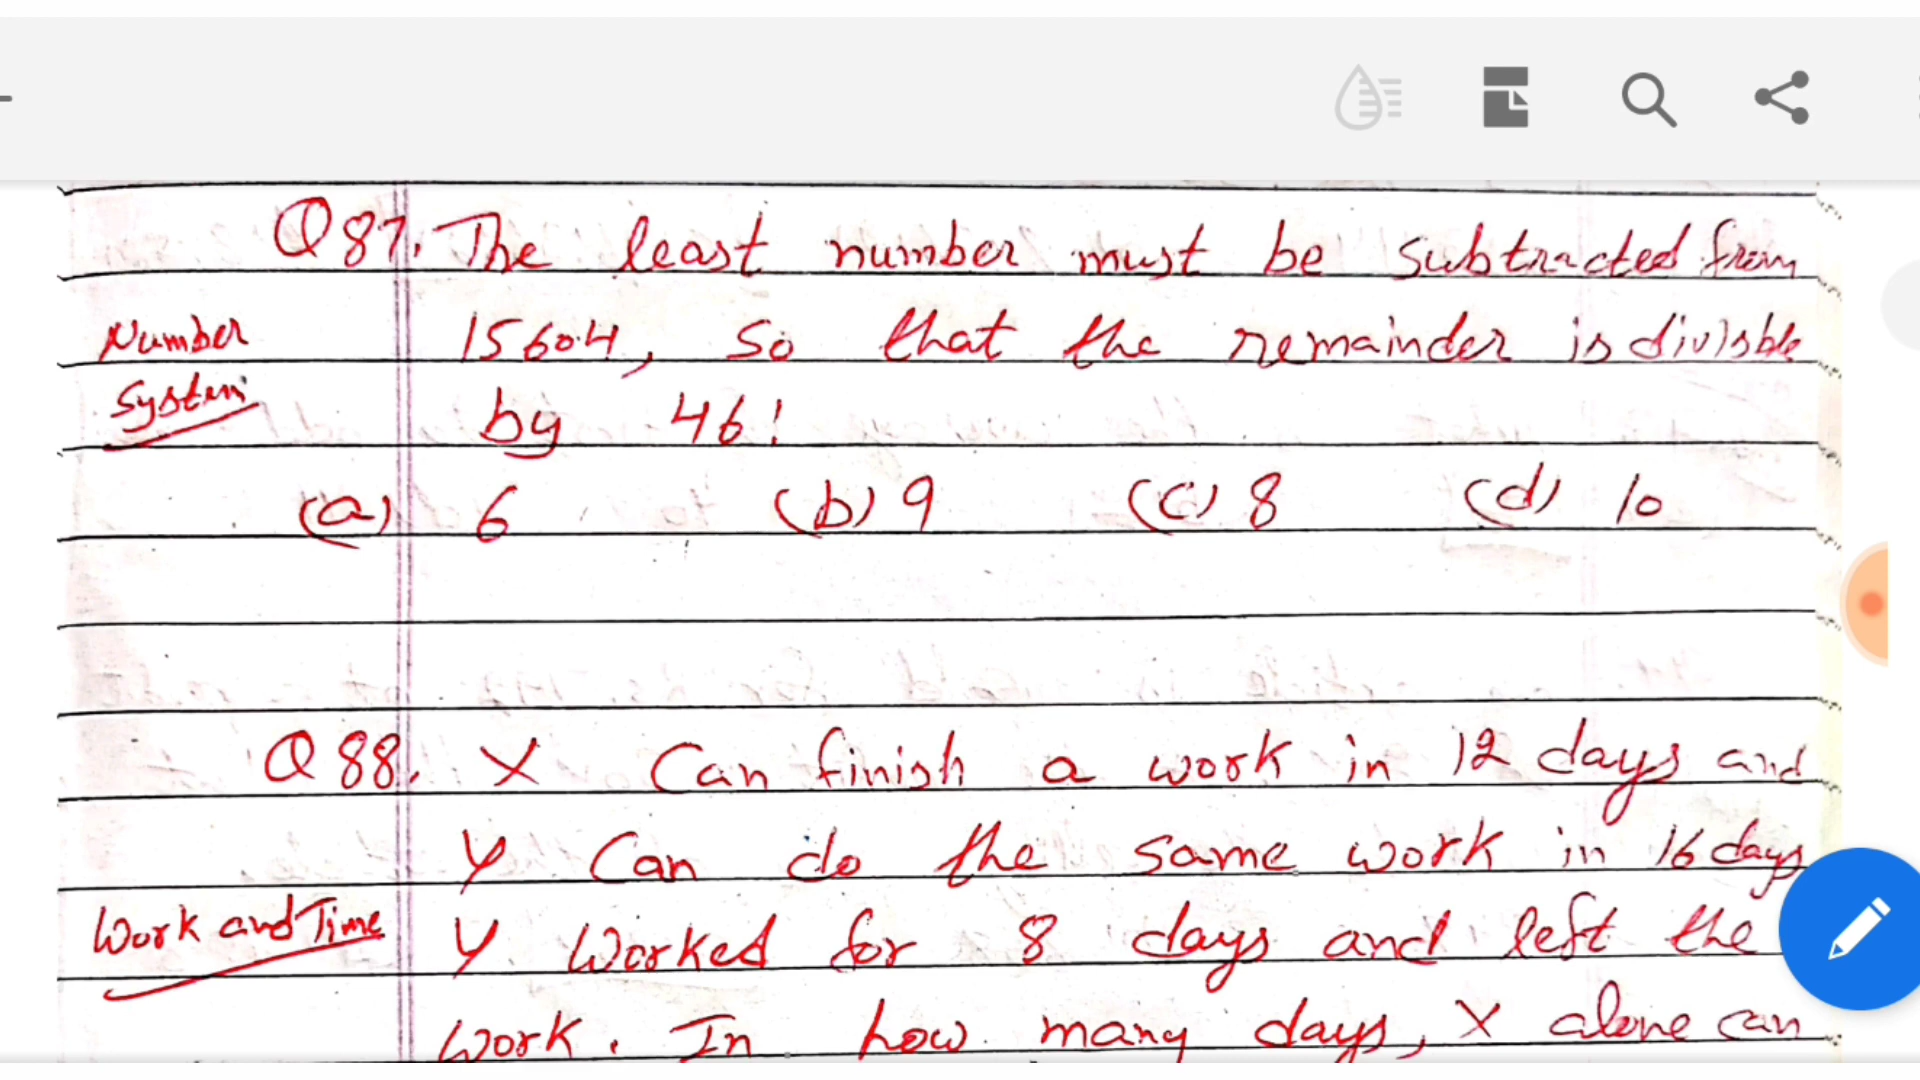 Q87. The least number must be subtracted from
Number 15604, so that the remainder is divisble
System by 46!
(a) 6 (b) 9 (c) 8 (d) 10
Q88. X Can finish a work in 12 days and
Y Can do the same work in 16 days
Work and Time Y Worked for 8 days and left the
work. In how many days, X alone can